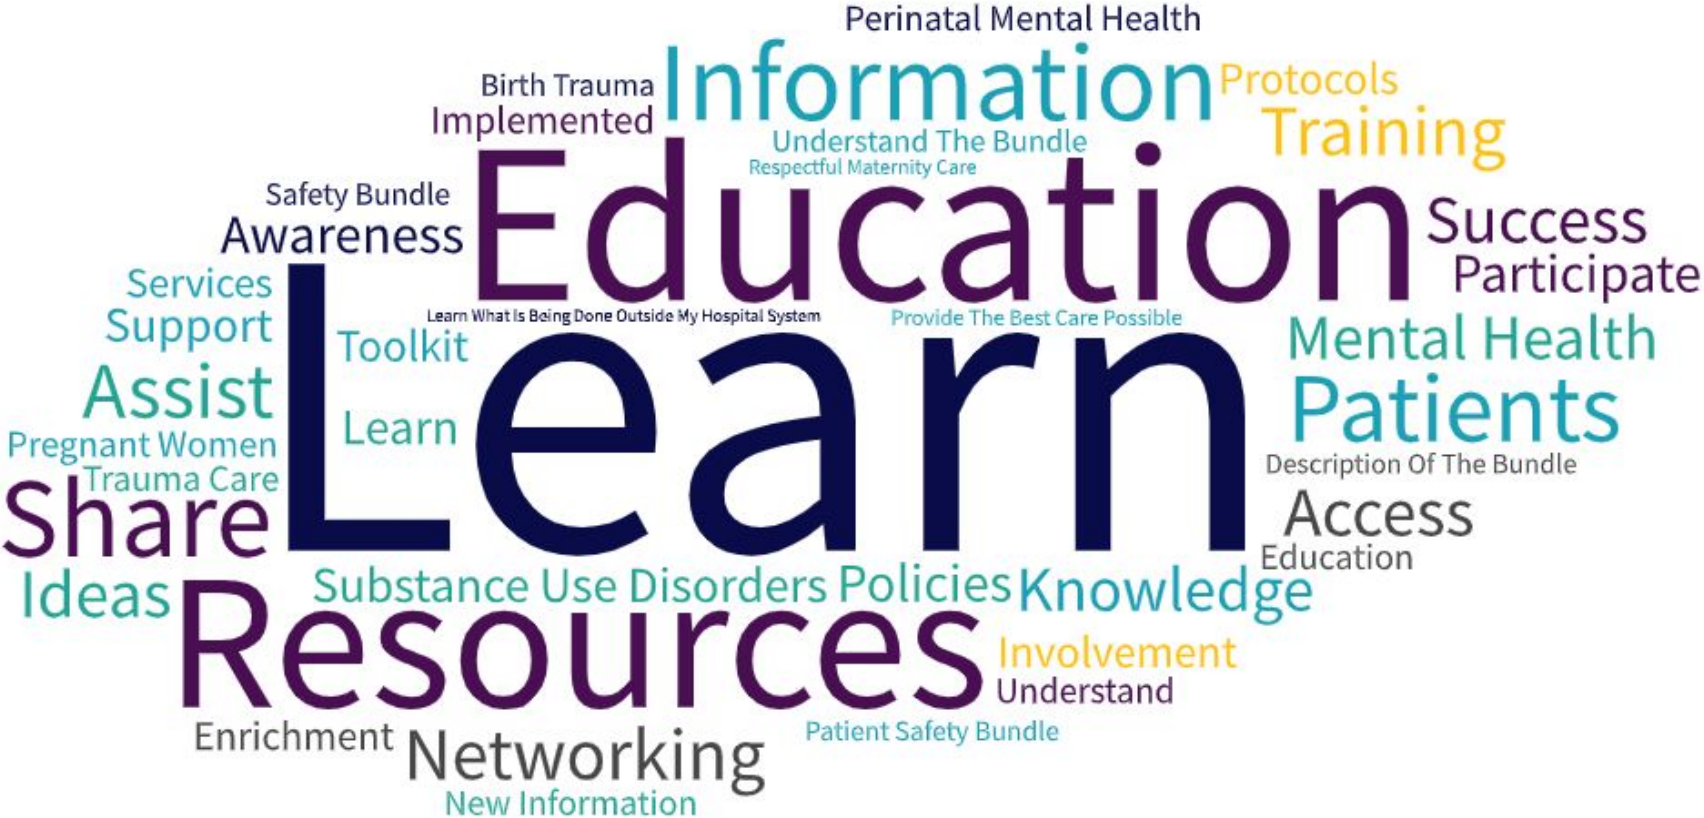 Perinatal Mental Health
Information
Birth Trauma
Protocols
Implemented
Training
Understand The Bundle
Respectful Maternity Care
Education
Safety Bundle
Awareness
Success
Participate
Services
Support
Learn What Is Being Done Outside My Hospital System
Provide The Best Care Possible
Toolkit
Mental Health
Learn
Assist
Patients
Learn
Pregnant Women
Trauma Care
Description Of The Bundle
Share
Access
Education
Ideas
Substance Use Disorders
Policies
Knowledge
Resources
Involvement
Understand
Enrichment
Networking
Patient Safety Bundle
New Information